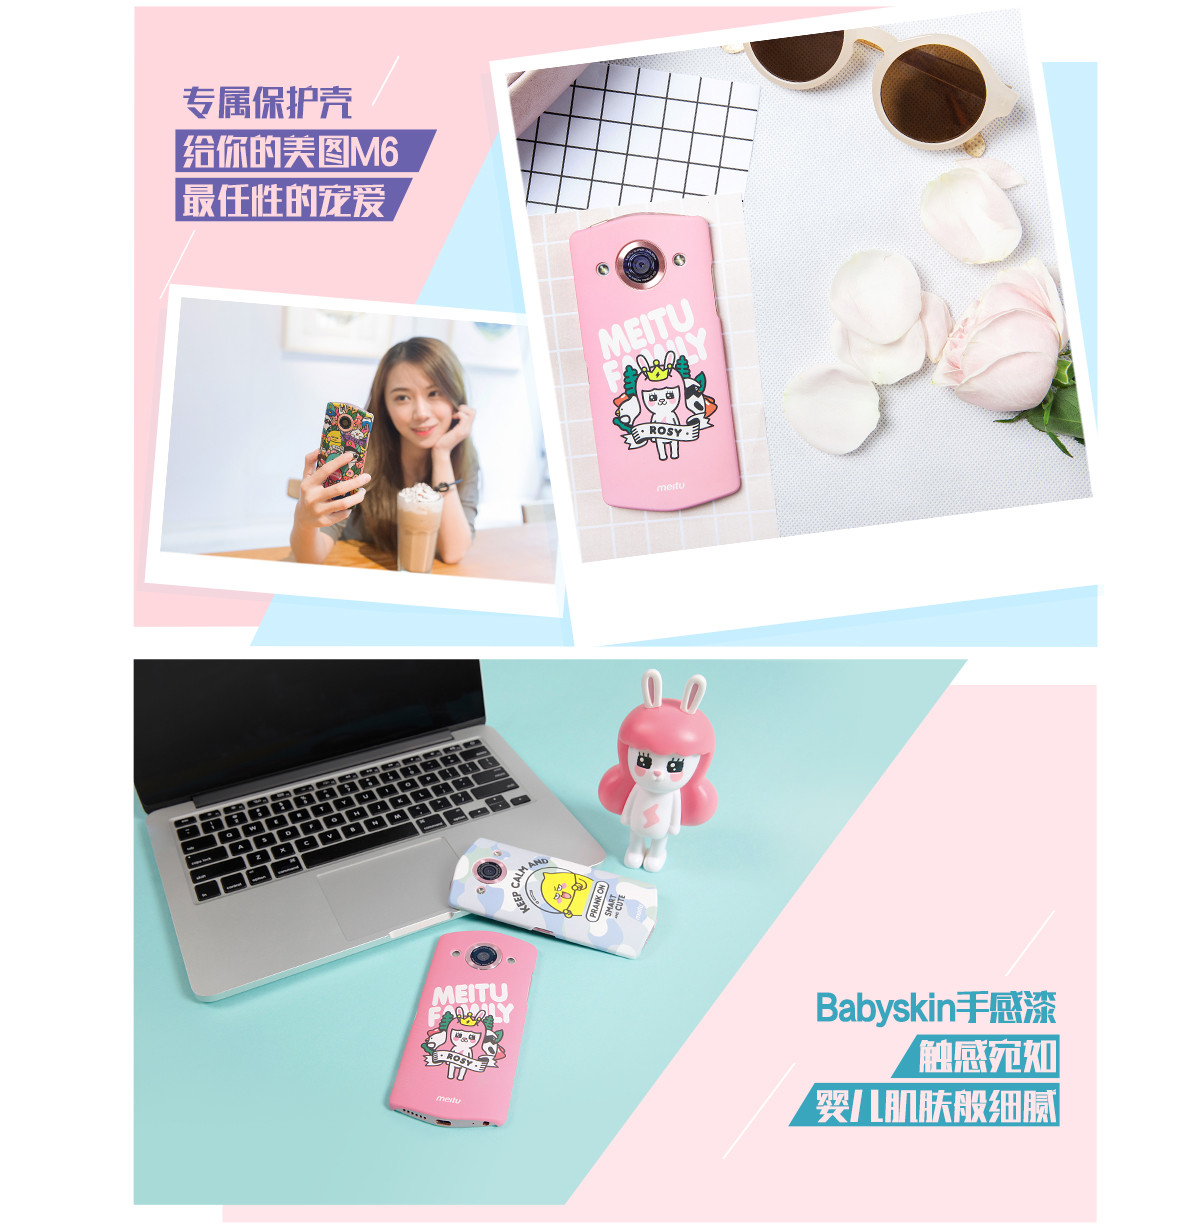 专属保护壳
给你的美图M6
最任性的宠爱
MEITU
FAMILY
ROSY
meitu
KEEP CALM AND
PRANK ON
SMART
AND CUTE
MEITU
FAMILY
ROSY
meitu
Babyskin手感漆
触感宛如
婴儿肌肤般细腻